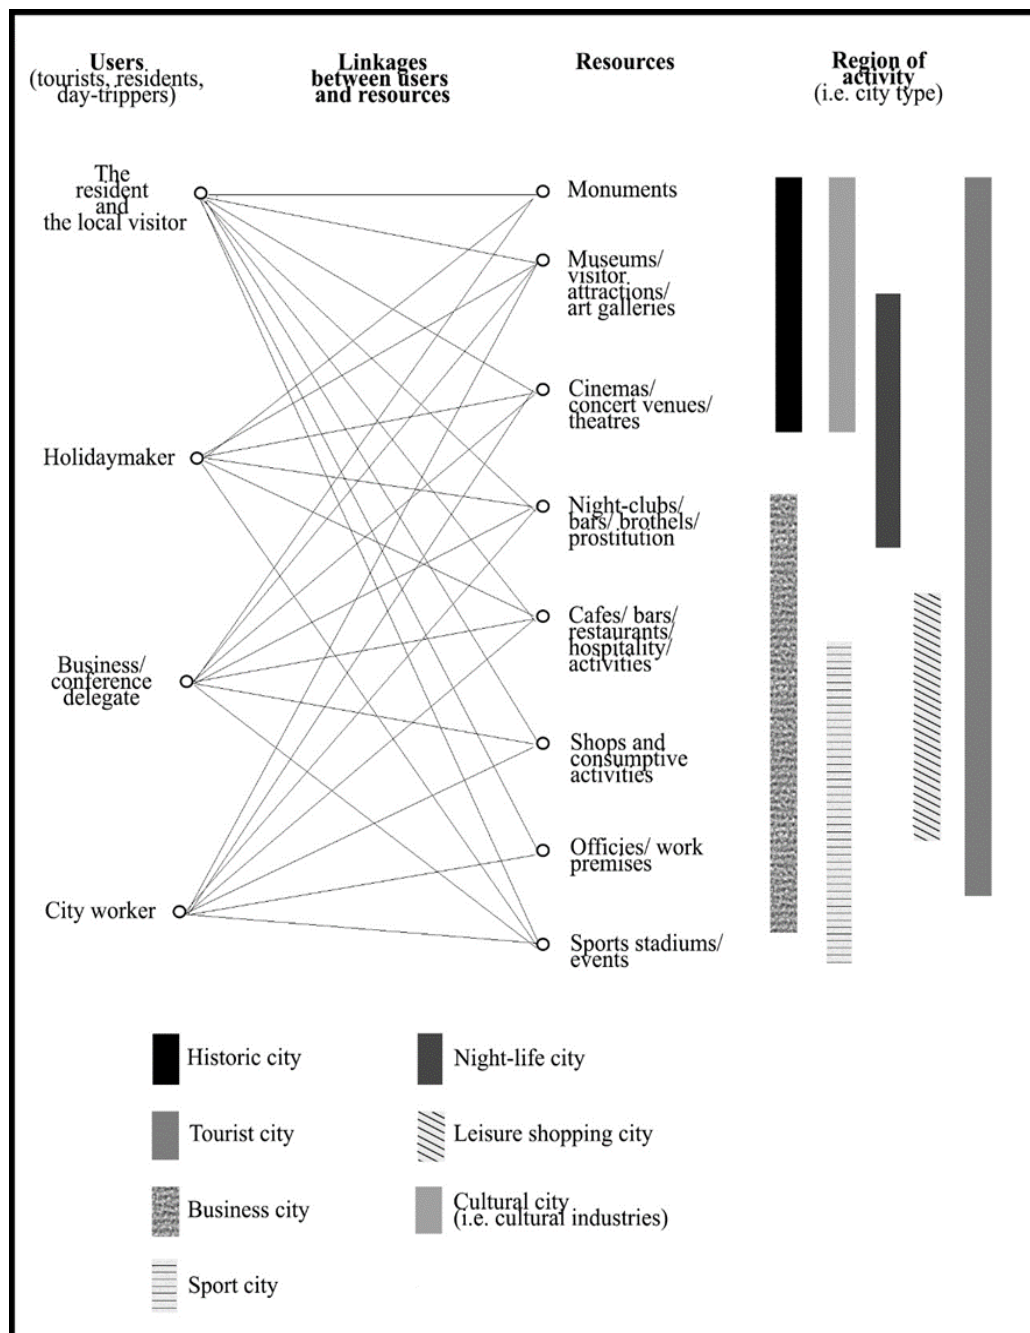 Users
(tourists, residents,
day-trippers)
Linkages
between users
and resources
Resources
Region of
activity
(i.e. city type)
The
resident
and
the local visitor
Holidaymaker
Business/
conference
delegate
City worker
Monuments
Museums/
visitor
attractions/
art galleries
Cinemas/
concert venues/
theatres
Night-clubs/
bars/ brothels/
prostitution
Cafes/ bars/
restaurants/
hospitality/
activities
Shops and
consumptive
activities
Officies/ work
premises
Sports stadiums/
events
Historic city
Night-life city
Tourist city
Leisure shopping city
Business city
Cultural city
(i.e. cultural industries)
Sport city